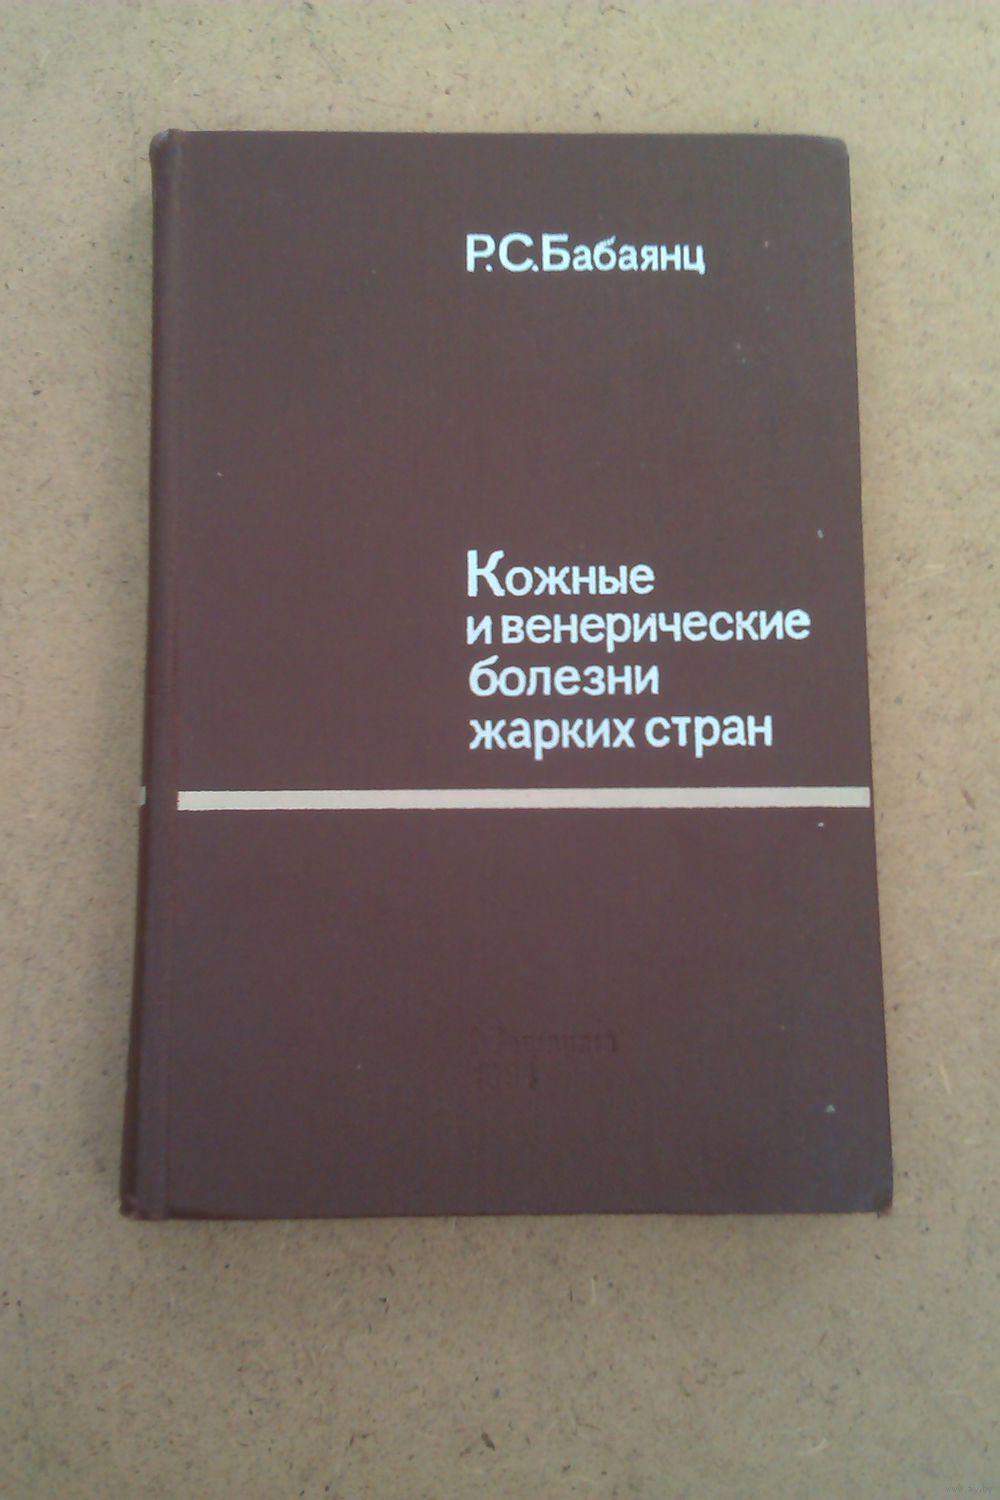 Р.С.Бабаянц
Кожные
и венерические
болезни
жарких стран